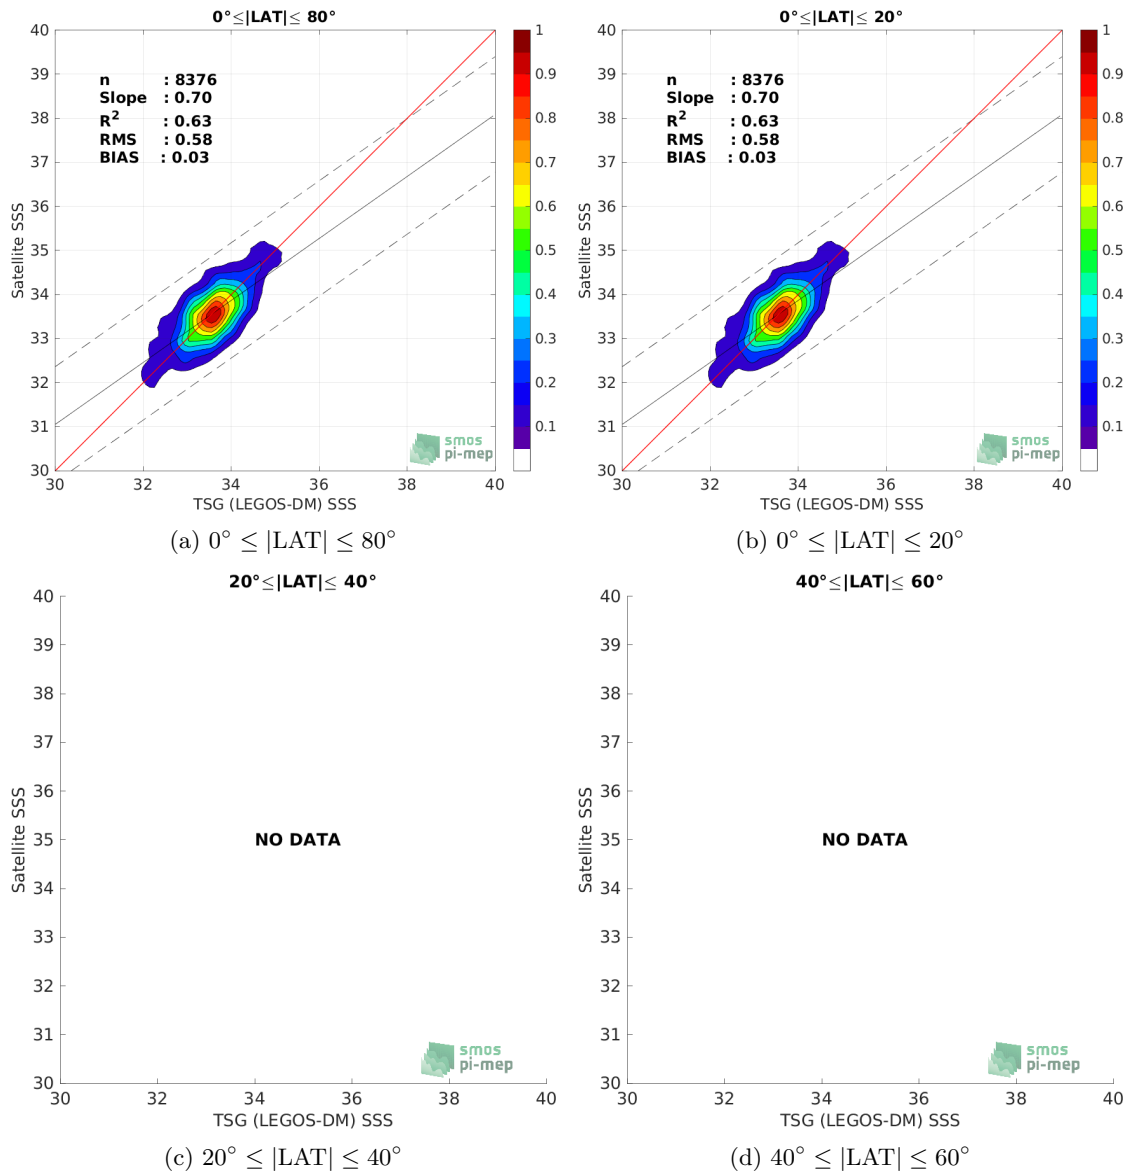 0°≤|LAT|≤ 80°
40
39
38
37
36
35
34
33
32
31
30
Satellite SSS
n : 8376
Slope : 0.70
R² : 0.63
RMS : 0.58
BIAS : 0.03
smos
pi-mep
30 32 34 36 38 40
TSG (LEGOS-DM) SSS
1
0.9
0.8
0.7
0.6
0.5
0.4
0.3
0.2
0.1
(a) 0° ≤ |LAT| ≤ 80°
0°≤|LAT|≤ 20°
40
39
38
37
36
35
34
33
32
31
30
Satellite SSS
n : 8376
Slope : 0.70
R² : 0.63
RMS : 0.58
BIAS : 0.03
smos
pi-mep
30 32 34 36 38 40
TSG (LEGOS-DM) SSS
1
0.9
0.8
0.7
0.6
0.5
0.4
0.3
0.2
0.1
(b) 0° ≤ |LAT| ≤ 20°
20°≤|LAT|≤ 40°
40
39
38
37
36
35
34
33
32
31
30
Satellite SSS
NO DATA
smos
pi-mep
30 32 34 36 38 40
TSG (LEGOS-DM) SSS
(c) 20° ≤ |LAT| ≤ 40°
40°≤|LAT|≤ 60°
40
39
38
37
36
35
34
33
32
31
30
Satellite SSS
NO DATA
smos
pi-mep
30 32 34 36 38 40
TSG (LEGOS-DM) SSS
(d) 40° ≤ |LAT| ≤ 60°